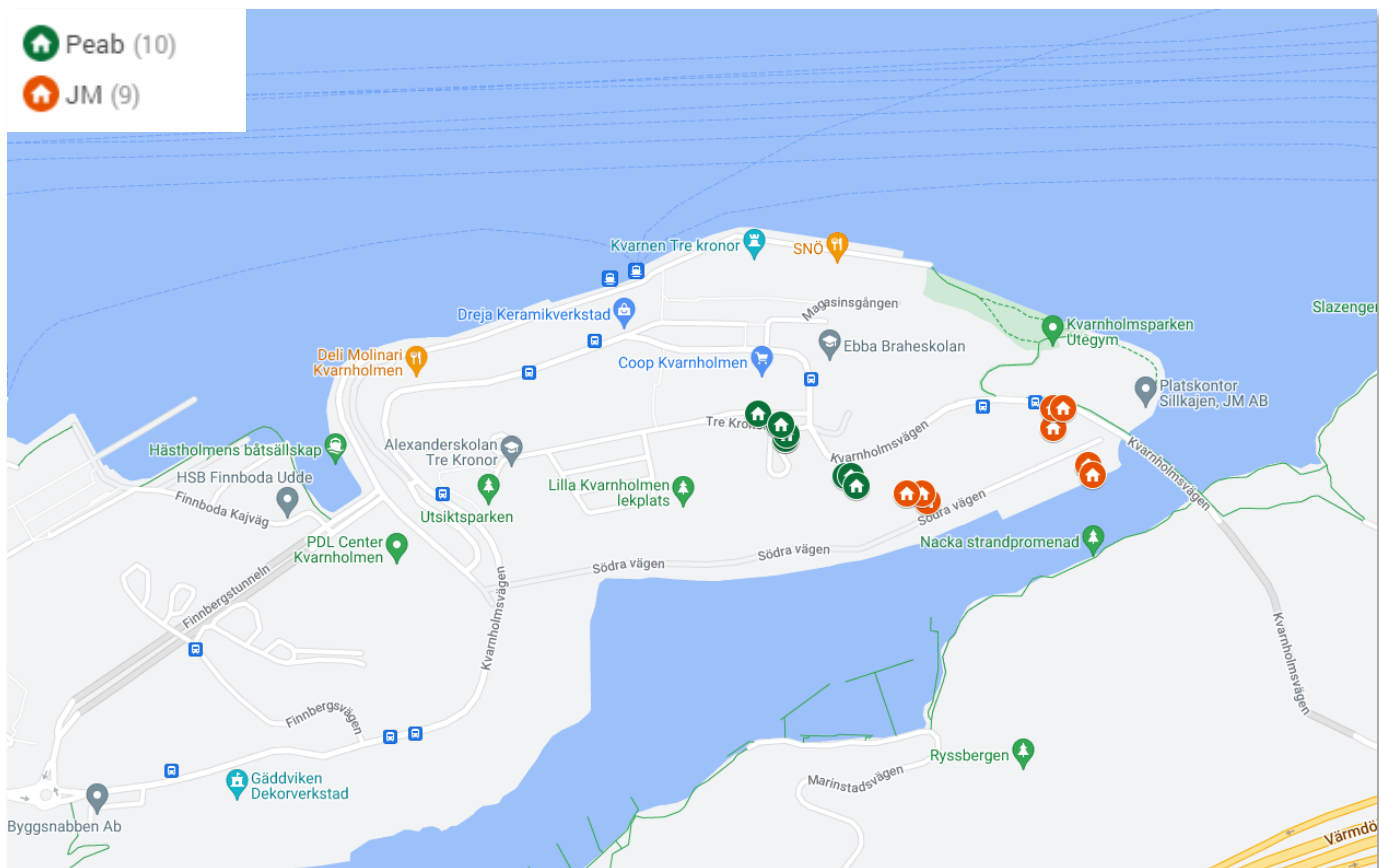 Peab (10)
JM (9)
Kvarnen Tre kronor
SNÖ
Magasinsgången
Dreja Keramikverkstad
Slazenger
Kvarnholmsparken
Utegym
Ebba Braheskolan
Deli Molinari
Kvarnholmen
Coop Kvarnholmen
Platskontor
Sillkajen, JM AB
Tre Kronor
Alexanderskolan
Tre Kronor
Hästholmens båtsällskap
Kvarnholmsvägen
Kvarnholmsvägen
HSB Finnboda Udde
Lilla Kvarnholmen
lekplats
Finnboda Kajväg
Utsiktsparken
Södra vägen
PDL Center
Kvarnholmen
Nacka strandpromenad
Södra vägen
Södra vägen
Finnbergstunneln
Kvarnholmsvägen
Kvarnholmsvägen
Finnbergsvägen
Ryssbergen
Marinstadsvägen
Gäddviken
Dekorverkstad
Byggsnabben Ab
Värmdö